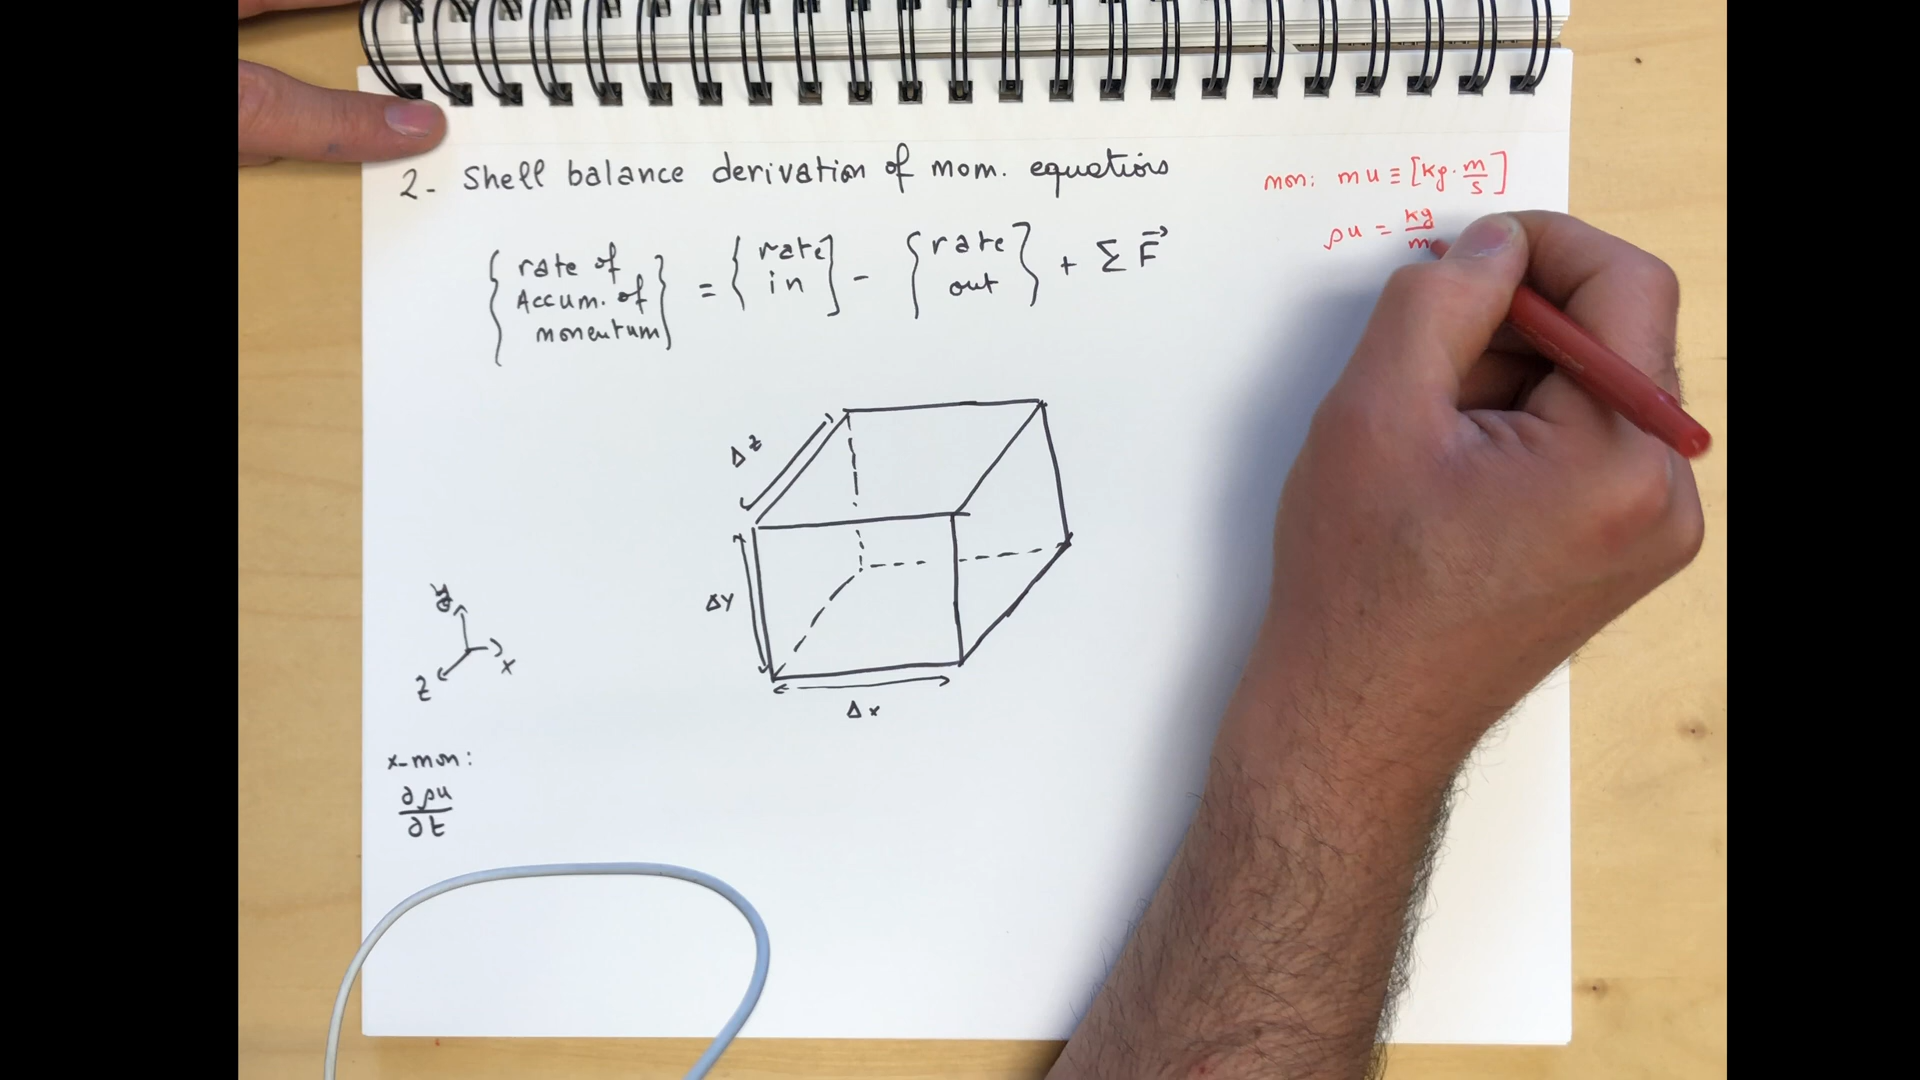 2- Shell balance derivation of mom. equations
{rate of Accum. of momentum} = {rate in} - {rate out} + Σ F⃗
mom: mu ≡ [kg · m/s]
ρu = kg/m
Δz
Δy
Δx
y
x
z
x-mom:
∂ρu/∂t